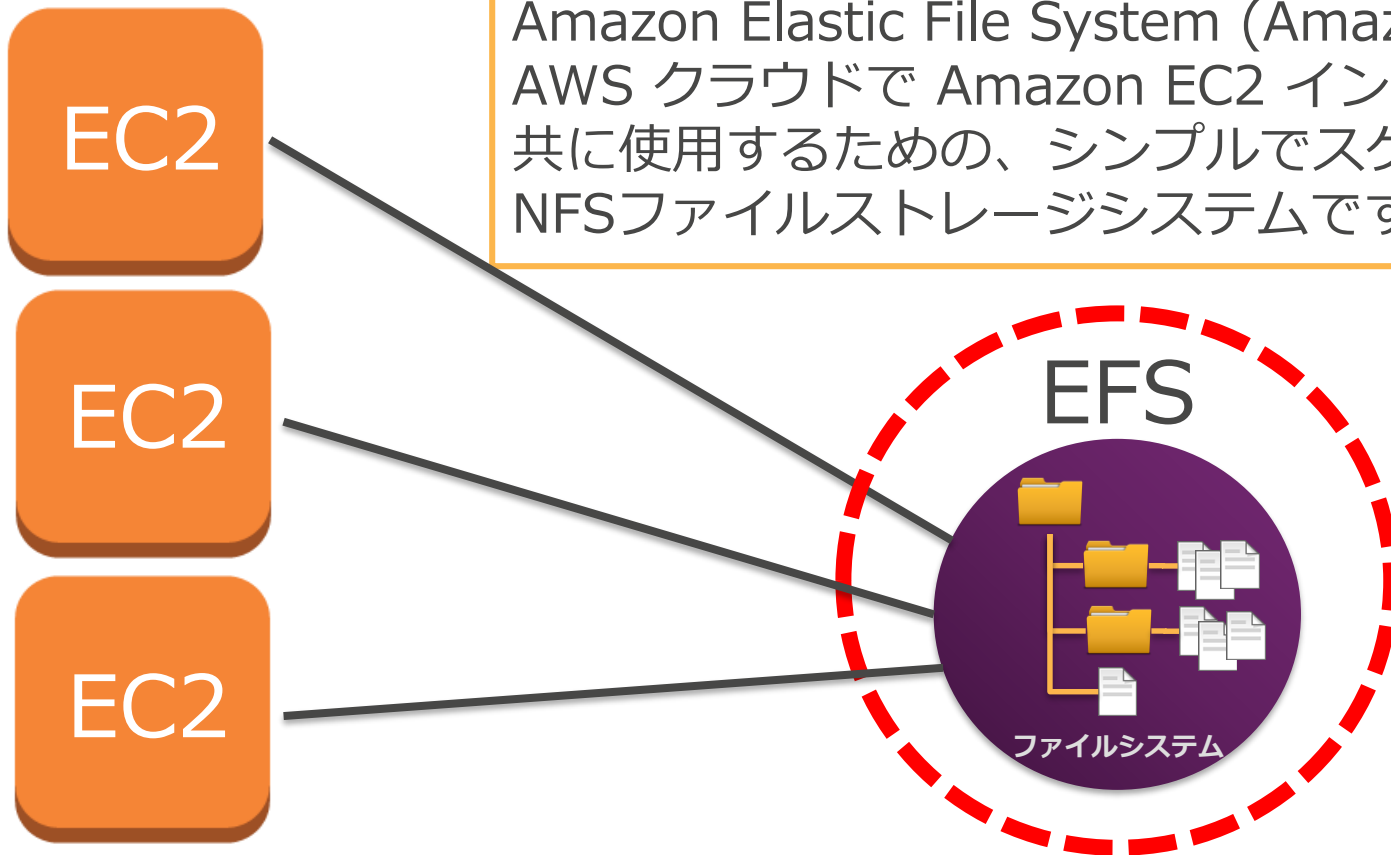 Amazon Elastic File System (Amaz
AWS クラウドで Amazon EC2 イン
共に使用するための、シンプルでスケ
NFSファイルストレージシステムです
EC2
EC2
EC2
EFS
ファイルシステム